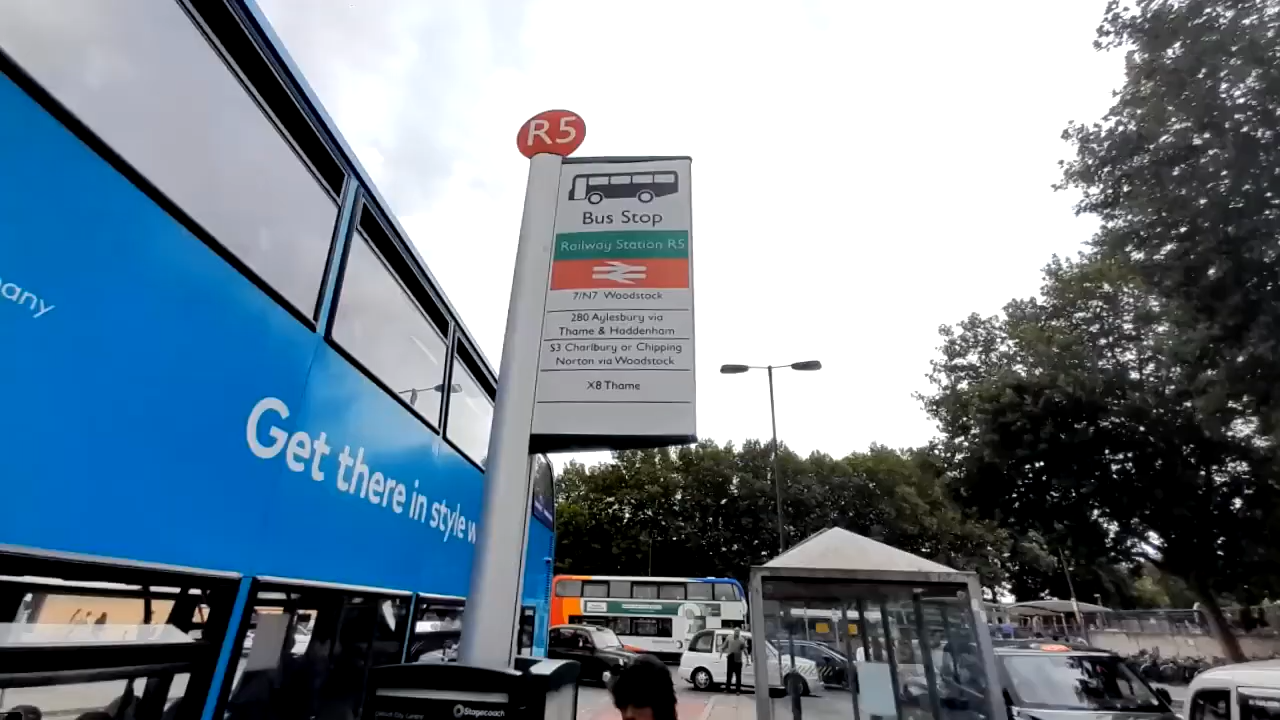 R5
Bus Stop
Railway Station R5
7/N7 Woodstock
280 Aylesbury via
Thame & Haddenham
S3 Charlbury or Chipping
Norton via Woodstock
X8 Thame
any
Get there in style w
Stagecoach